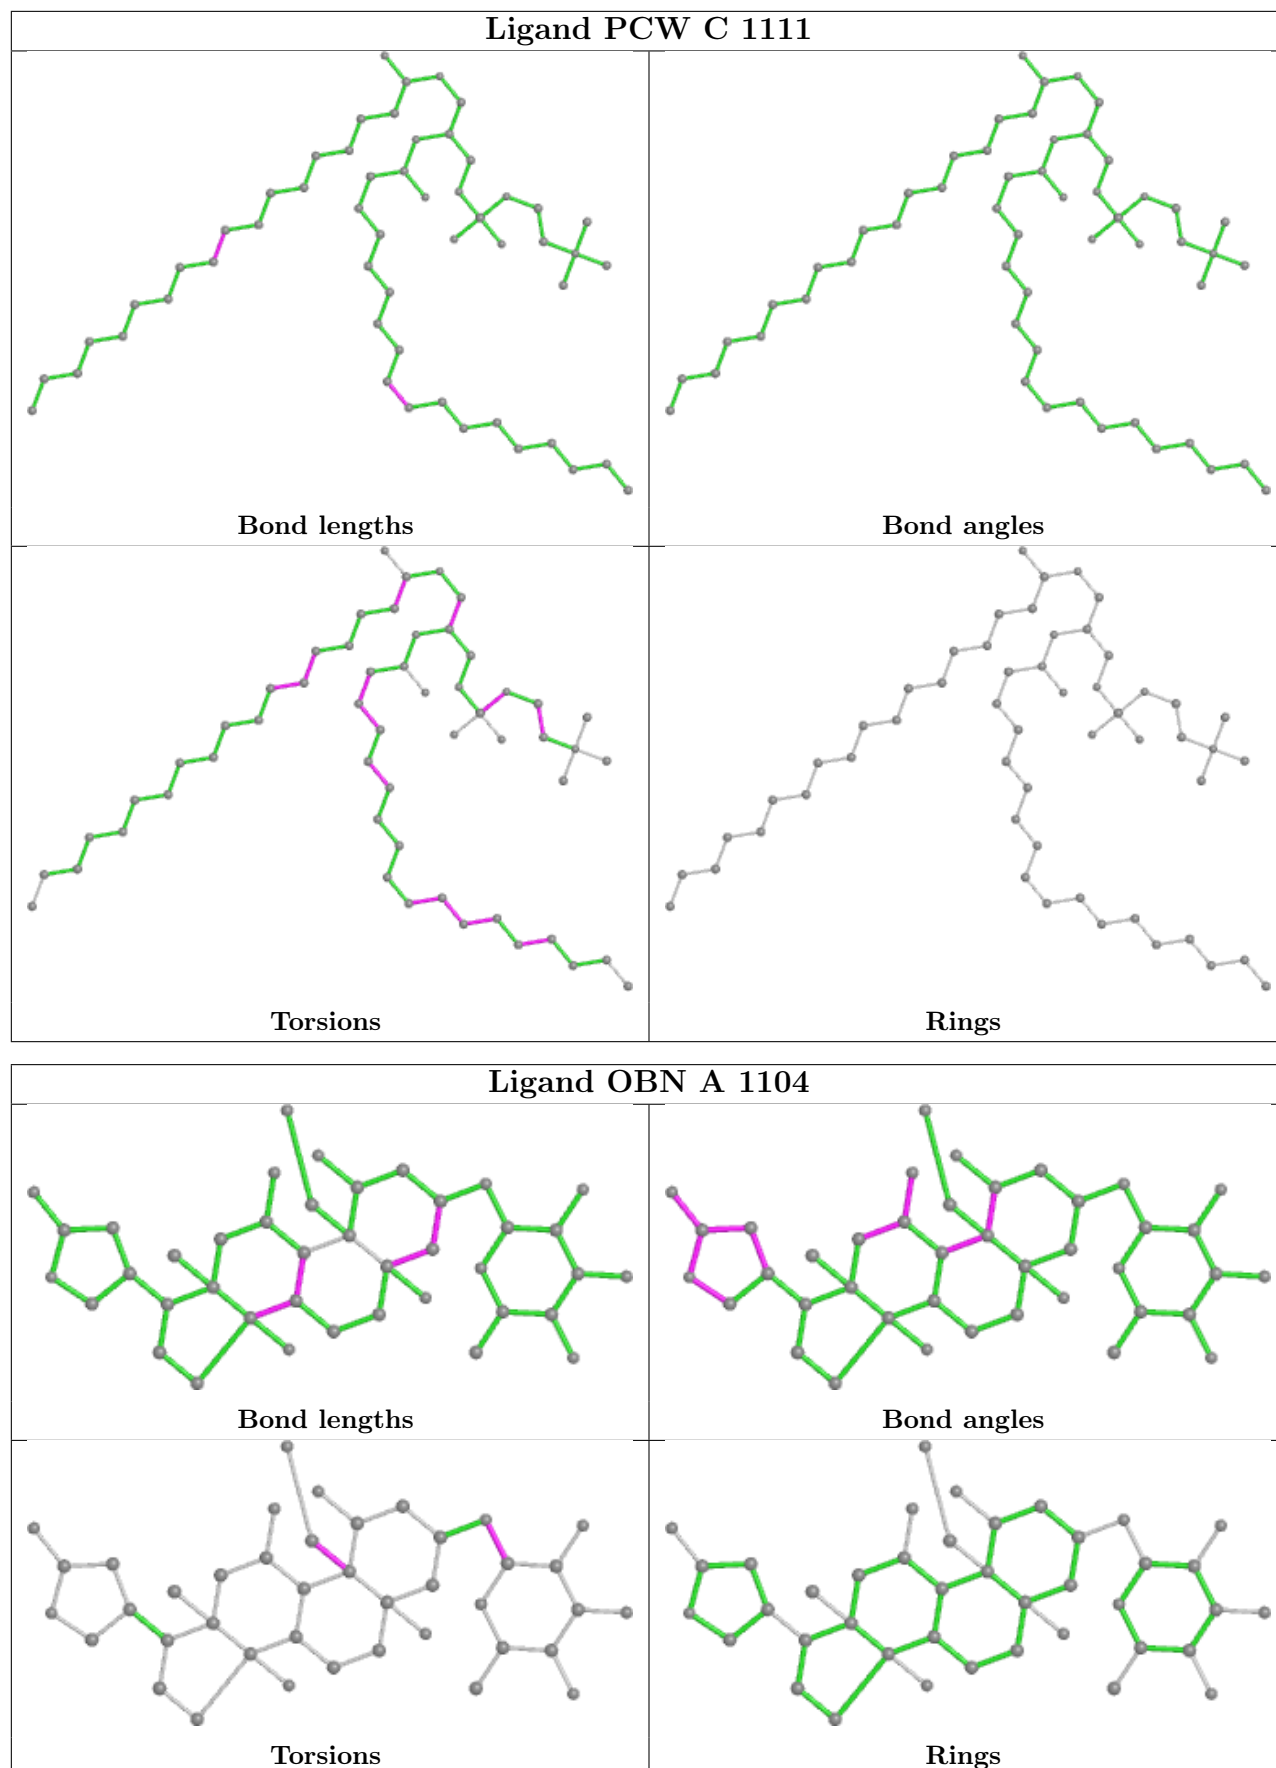 Ligand PCW C 1111
Bond lengths
Bond angles
Torsions
Rings
Ligand OBN A 1104
Bond lengths
Bond angles
Torsions
Rings